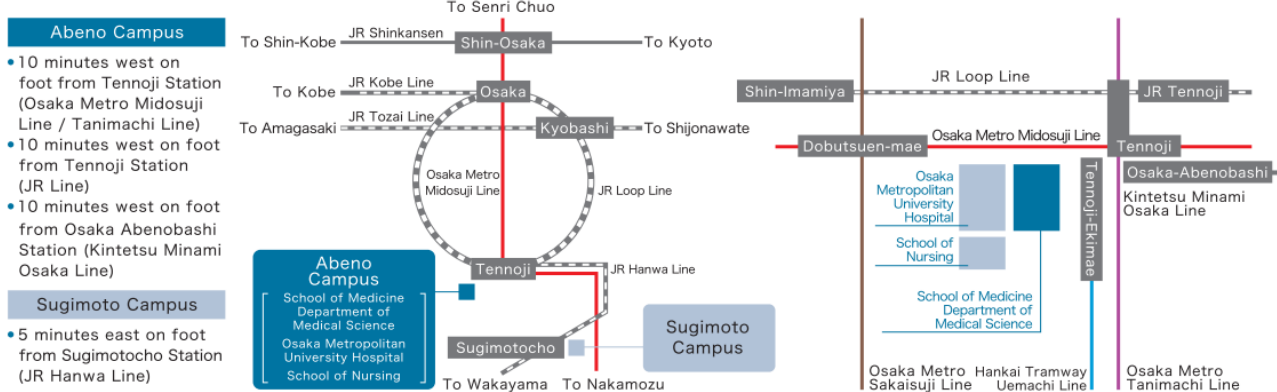 Abeno Campus
• 10 minutes west on
foot from Tennoji Station
(Osaka Metro Midosuji
Line / Tanimachi Line)
• 10 minutes west on foot
from Tennoji Station
(JR Line)
• 10 minutes west on foot
from Osaka Abenobashi
Station (Kintetsu Minami
Osaka Line)
Sugimoto Campus
• 5 minutes east on foot
from Sugimotocho Station
(JR Hanwa Line)
To Senri Chuo
To Shin-Kobe
JR Shinkansen
Shin-Osaka
To Kyoto
To Kobe
JR Kobe Line
Osaka
To Amagasaki
JR Tozai Line
Kyobashi
To Shijonawate
Osaka Metro
Midosuji Line
JR Loop Line
Tennoji
JR Hanwa Line
Abeno
Campus
School of Medicine
Department of
Medical Science
Osaka Metropolitan
University Hospital
School of Nursing
Sugimotocho
Sugimoto
Campus
To Wakayama
To Nakamozu
JR Loop Line
Shin-Imamiya
JR Tennoji
Osaka Metro Midosuji Line
Dobutsuen-mae
Tennoji
Osaka-Abenobashi
Kintetsu Minami
Osaka Line
Tennoji-Ekimae
Osaka
Metropolitan
University
Hospital
School of
Nursing
School of Medicine
Department of
Medical Science
Osaka Metro
Sakaisuji Line
Hankai Tramway
Uemachi Line
Osaka Metro
Tanimachi Line